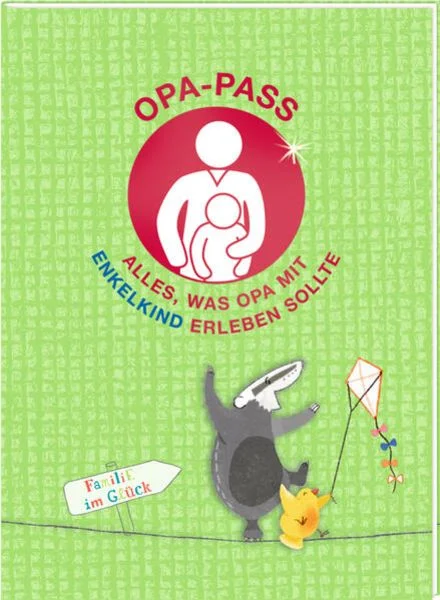 OPA-PASS
ALLES, WAS OPA MIT
ENKELKIND ERLEBEN SOLLTE
Familie
im Glück